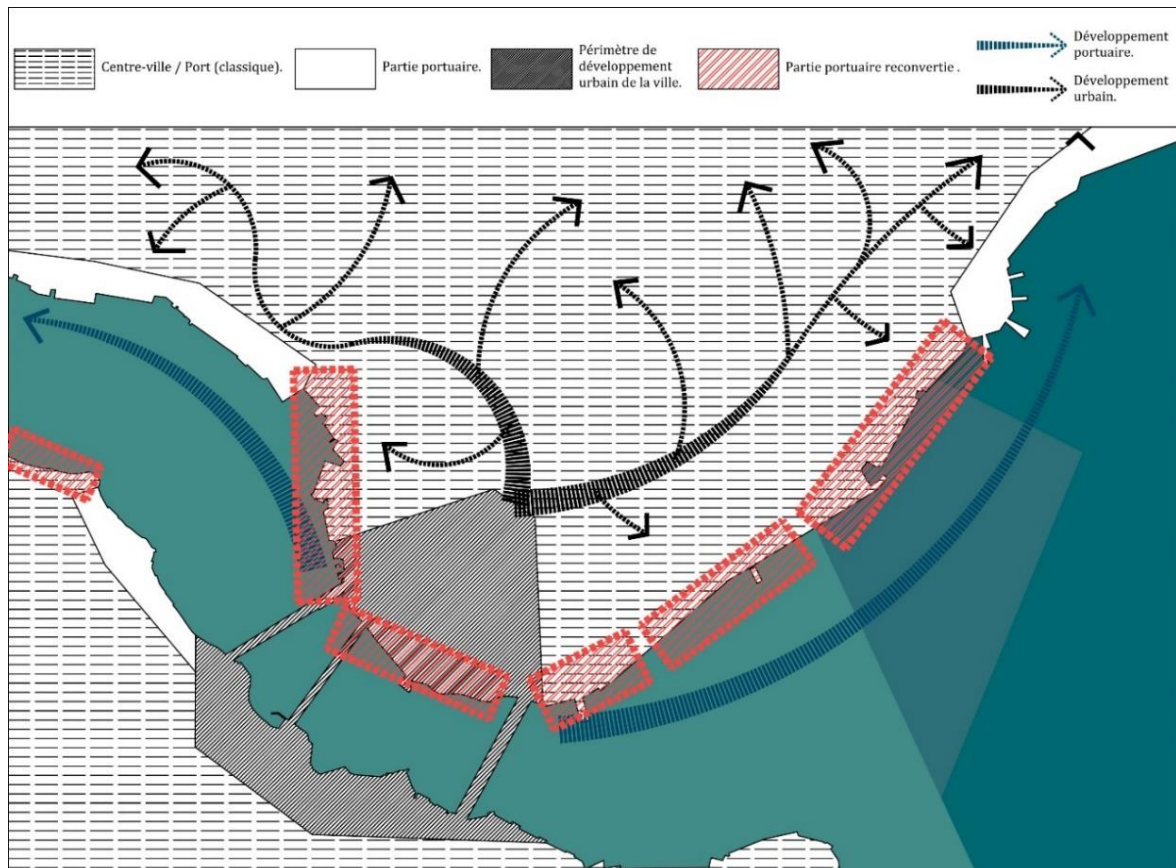 Centre-ville / Port (classique).
Partie portuaire.
Périmètre de
développement
urbain de la ville.
Partie portuaire reconvertie .
Développement
portuaire.
Développement
urbain.